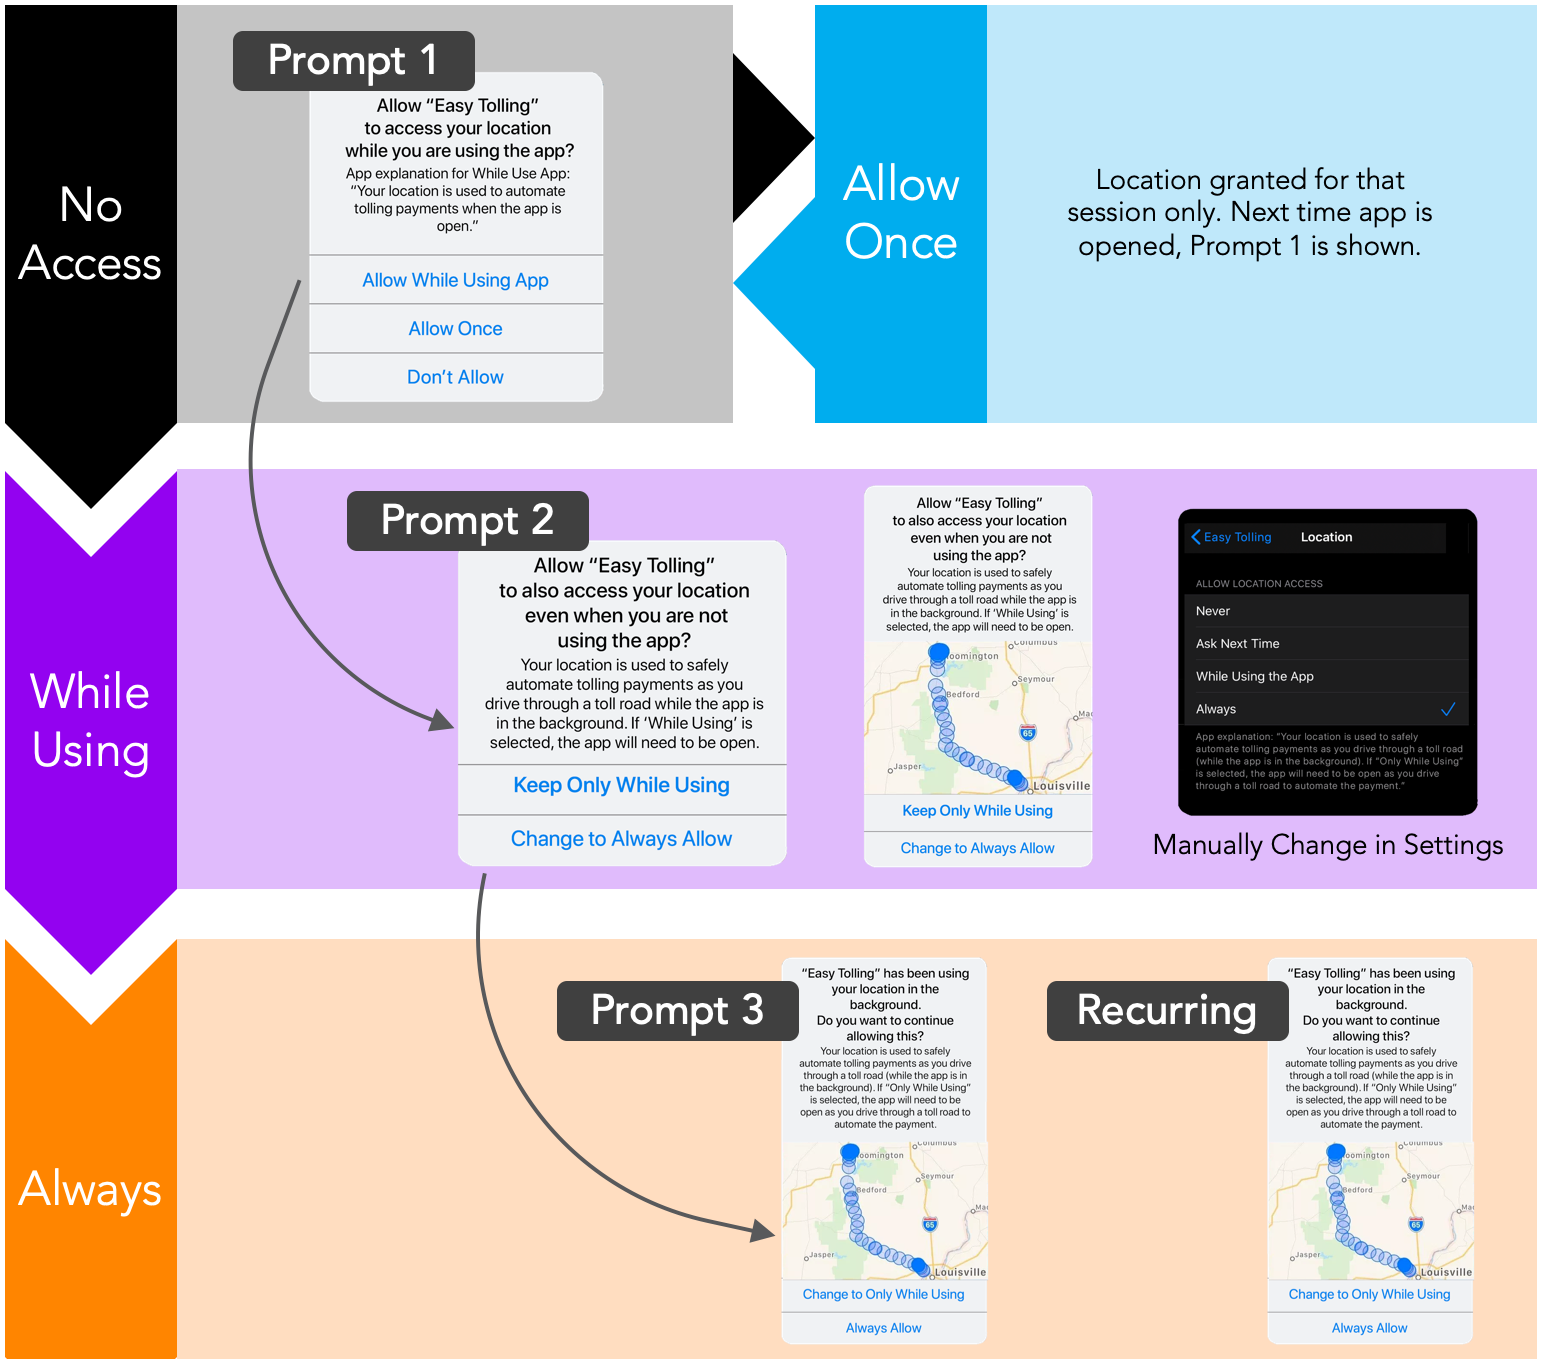 No
Access
Prompt 1
Allow “Easy Tolling”
to access your location
while you are using the app?
App explanation for While Use App:
“Your location is used to automate
tolling payments when the app is
open.”
Allow While Using App
Allow Once
Don’t Allow
Allow
Once
Location granted for that
session only. Next time app is
opened, Prompt 1 is shown.
While
Using
Prompt 2
Allow “Easy Tolling”
to also access your location
even when you are not
using the app?
Your location is used to safely
automate tolling payments as you
drive through a toll road while the app is
in the background. If ‘While Using’ is
selected, the app will need to be open.
Keep Only While Using
Change to Always Allow
Allow “Easy Tolling”
to also access your location
even when you are not
using the app?
Your location is used to safely
automate tolling payments as you
drive through a toll road while the app is
in the background. If ‘While Using’ is
selected, the app will need to be open.
Columbus
oomington
Seymour
Bedford
Ma
65
Jasper
Louisville
Keep Only While Using
Change to Always Allow
Easy Tolling
Location
ALLOW LOCATION ACCESS
Never
Ask Next Time
While Using the App
Always
App explanation: “Your location is used to safely
automate tolling payments as you drive through a toll road
(while the app is in the background). If “Only While Using”
is selected, the app will need to be open as you drive
through a toll road to automate the payment.”
Manually Change in Settings
Always
Prompt 3
“Easy Tolling” has been using
your location in the
background.
Do you want to continue
allowing this?
Your location is used to safely
automate tolling payments as you drive
through a toll road (while the app is in
the background). If “Only While Using”
is selected, the app will need to be
open as you drive through a toll road to
automate the payment.
Columbus
oomington
Seymour
Bedford
Ma
65
Jasper
Louisville
Change to Only While Using
Always Allow
Recurring
“Easy Tolling” has been using
your location in the
background.
Do you want to continue
allowing this?
Your location is used to safely
automate tolling payments as you drive
through a toll road (while the app is in
the background). If “Only While Using”
is selected, the app will need to be
open as you drive through a toll road to
automate the payment.
Columbus
oomington
Seymour
Bedford
Ma
65
Jasper
Louisville
Change to Only While Using
Always Allow